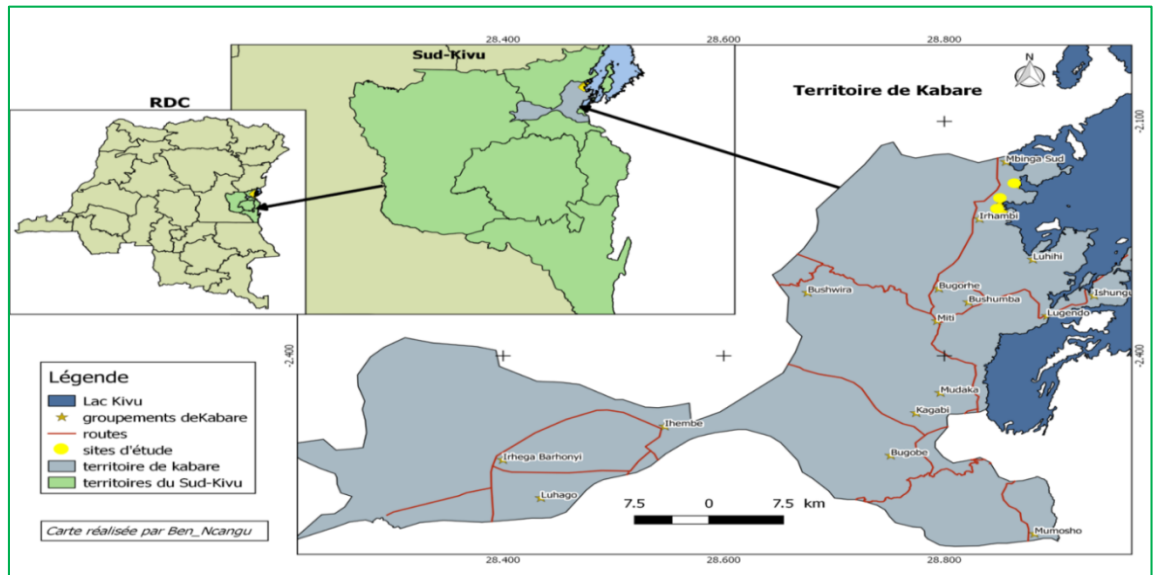 28.400
28.600
28.800
Sud-Kivu
Territoire de Kabare
RDC
-2.100
Mbinga Sud
Irhambi
Luhihi
Bugorhe
Bushwira
Bushumba
Ishungu
Lugendo
Miti
-2.400
-2.400
Mudaka
Kagabi
Ihembe
Bugobe
Irhega Barhonyi
Luhago
Mumosho
Légende
Lac Kivu
groupements deKabare
routes
sites d'étude
territoire de kabare
territoires du Sud-Kivu
7.5 0 7.5 km
Carte réalisée par Ben_Ncangu
28.400
28.600
28.800